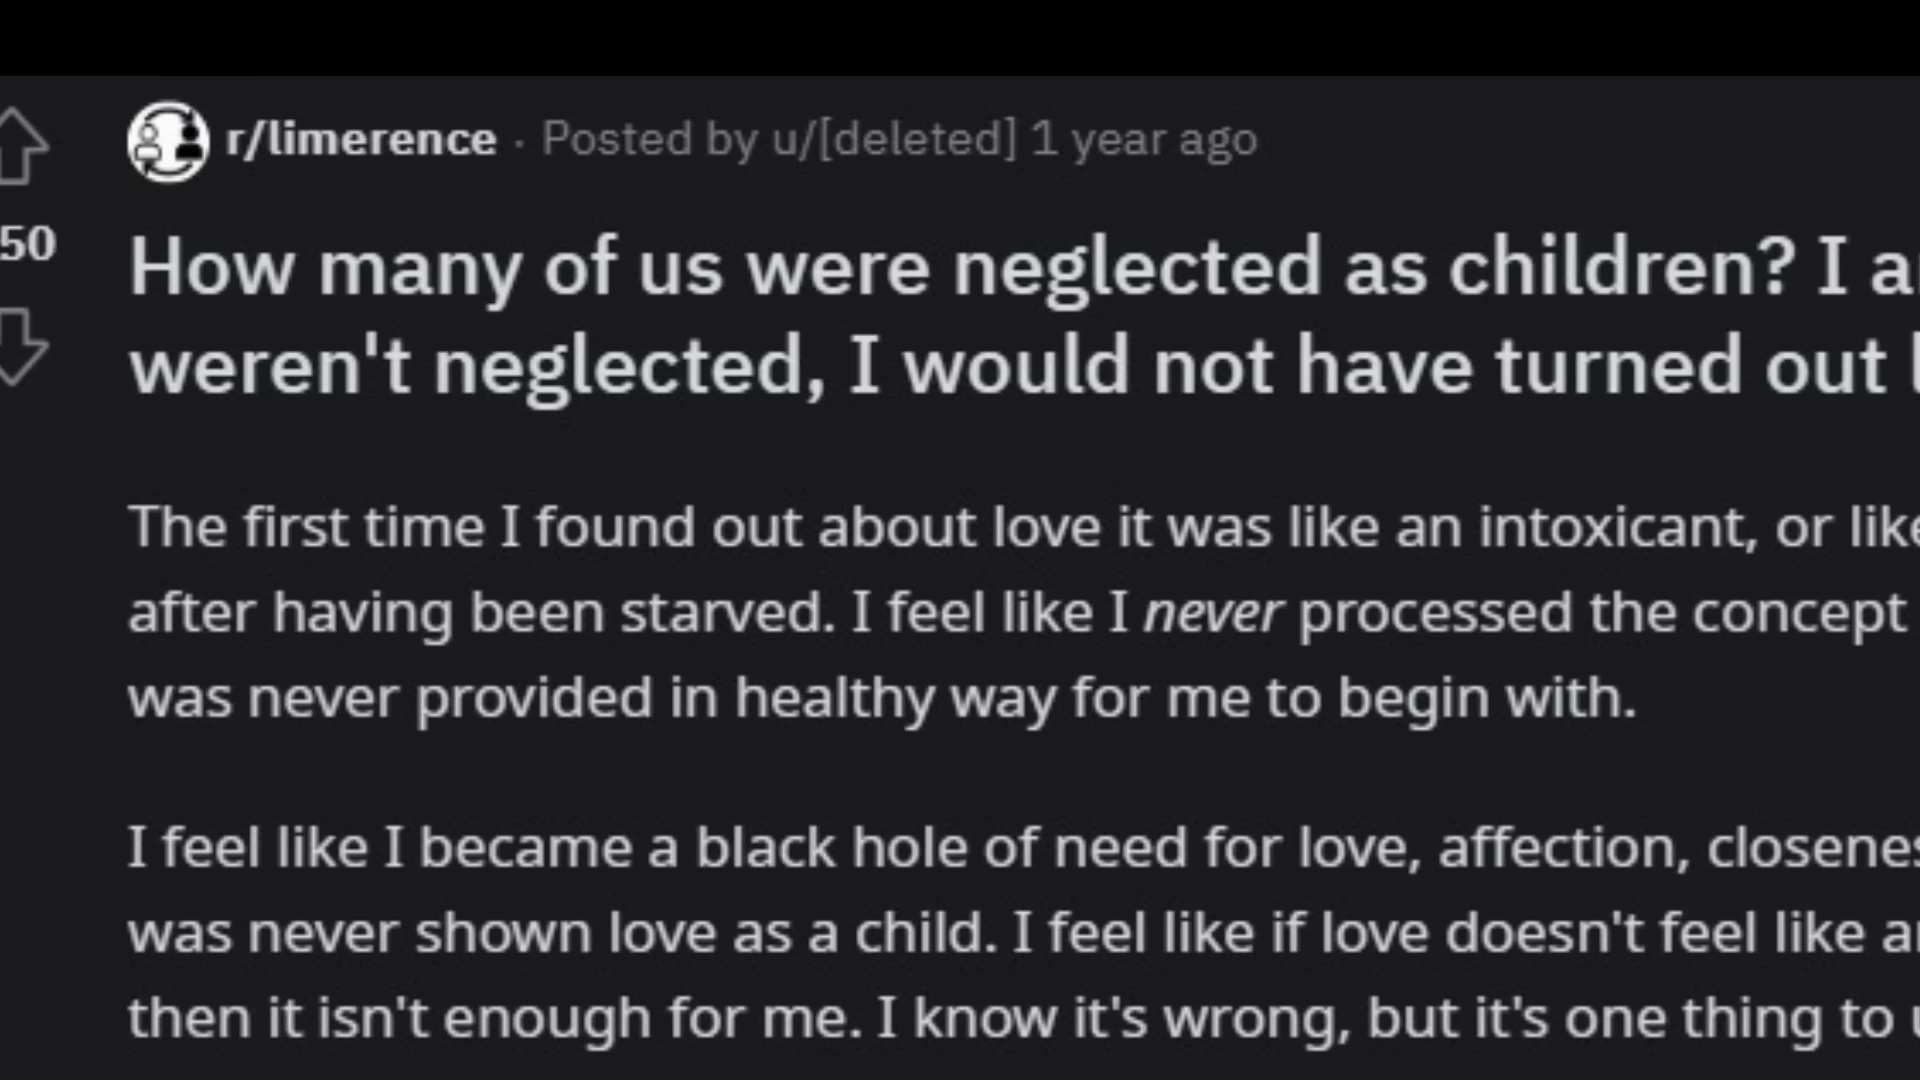 r/limerence · Posted by u/[deleted] 1 year ago
50
How many of us were neglected as children? I
weren't neglected, I would not have turned out
The first time I found out about love it was like an intoxicant, or like
after having been starved. I feel like I never processed the concept
was never provided in healthy way for me to begin with.
I feel like I became a black hole of need for love, affection,
was never shown love as a child. I feel like if love doesn't feel like
then it isn't enough for me. I know it's wrong, but it's one thing to